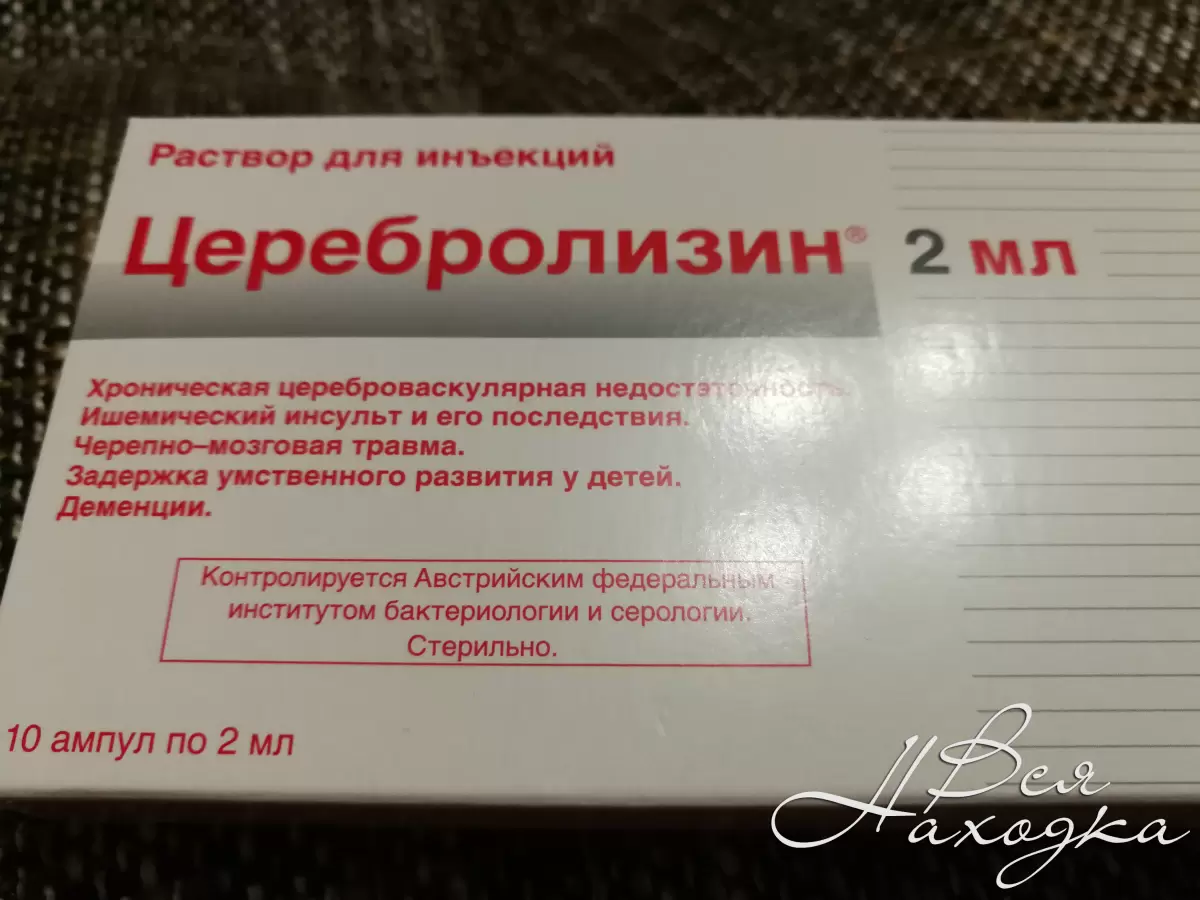 Раствор для инъекций
Церебролизин® 2 мл
Хроническая цереброваскулярная недостаточность.
Ишемический инсульт и его последствия.
Черепно–мозговая травма.
Задержка умственного развития у детей.
Деменции.
Контролируется Австрийским федеральным
институтом бактериологии и серологии.
Стерильно.
10 ампул по 2 мл
Вся
Находка